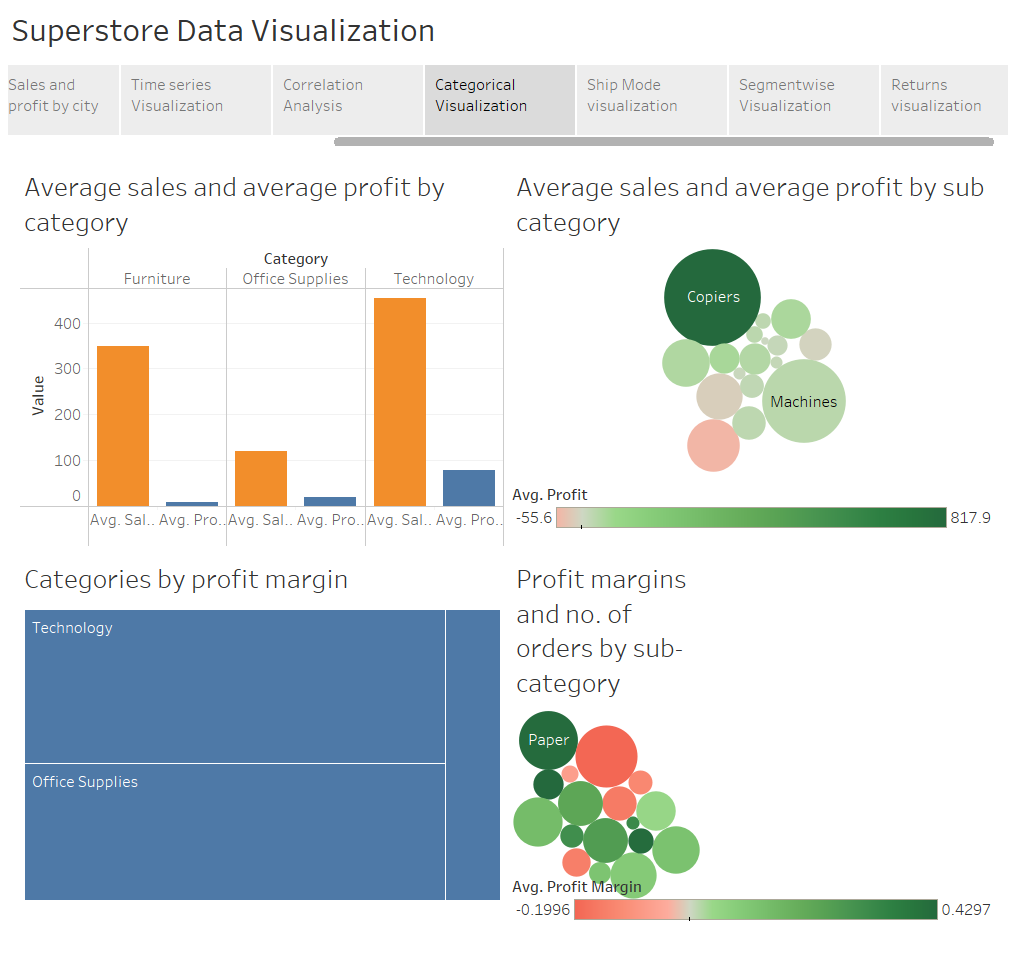 Superstore Data Visualization
Sales and
profit by city
Time series
Visualization
Correlation
Analysis
Categorical
Visualization
Ship Mode
visualization
Segmentwise
Visualization
Returns
visualization
Average sales and average profit by
category
Category
Furniture
Office Supplies
Technology
Value
400
300
200
100
0
Avg. Sal..
Avg. Pro..
Avg. Sal..
Avg. Pro..
Avg. Sal..
Avg. Pro..
Average sales and average profit by sub
category
Copiers
Machines
Avg. Profit
-55.6
817.9
Categories by profit margin
Technology
Office Supplies
Profit margins
and no. of
orders by sub-
category
Paper
Avg. Profit Margin
-0.1996
0.4297